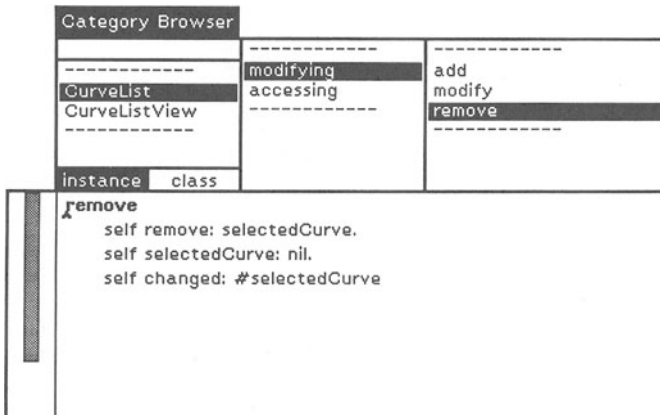 Category Browser
------------
CurveList
CurveListView
------------
instance class
------------
modifying
accessing
------------
------------
add
modify
remove
------------
remove
self remove: selectedCurve.
self selectedCurve: nil.
self changed: #selectedCurve